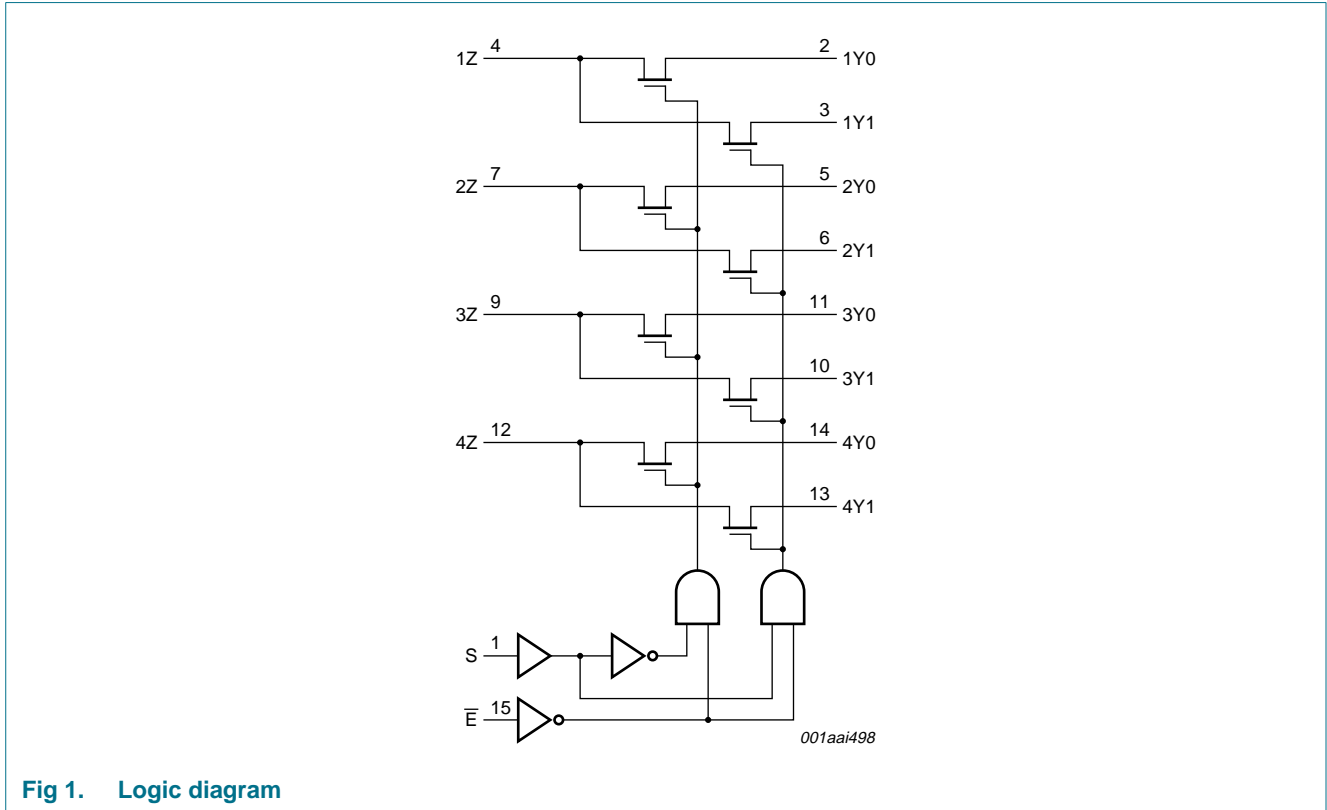 1Z 4 2 1Y0
3 1Y1
2Z 7 5 2Y0
6 2Y1
3Z 9 11 3Y0
10 3Y1
4Z 12 14 4Y0
13 4Y1
S 1
E̅ 15
001aai498
Fig 1. Logic diagram